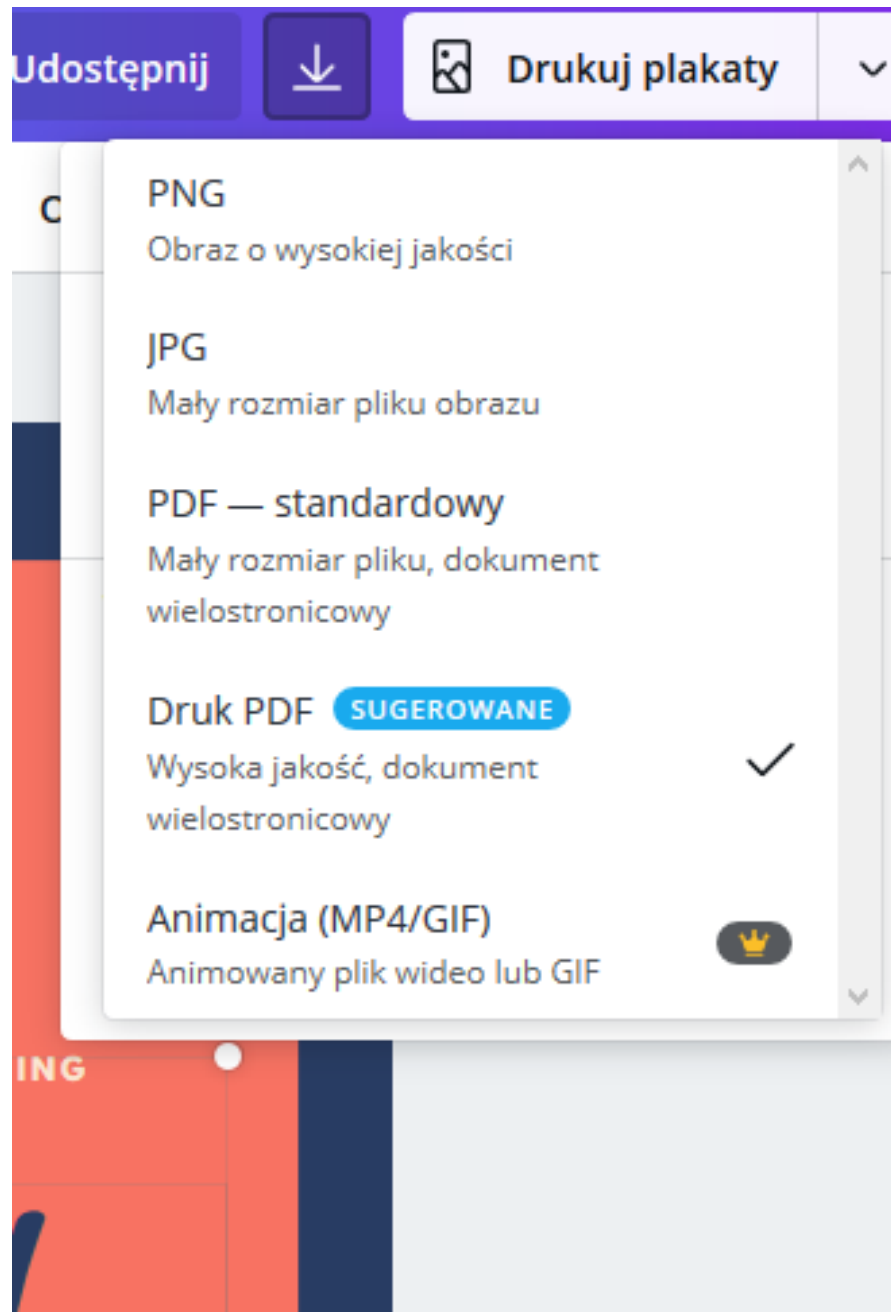 Udostępnij
Drukuj plakaty
PNG
Obraz o wysokiej jakości
JPG
Mały rozmiar pliku obrazu
PDF — standardowy
Mały rozmiar pliku, dokument
wielostronicowy
Druk PDF SUGEROWANE
Wysoka jakość, dokument
wielostronicowy
Animacja (MP4/GIF)
Animowany plik wideo lub GIF
ING